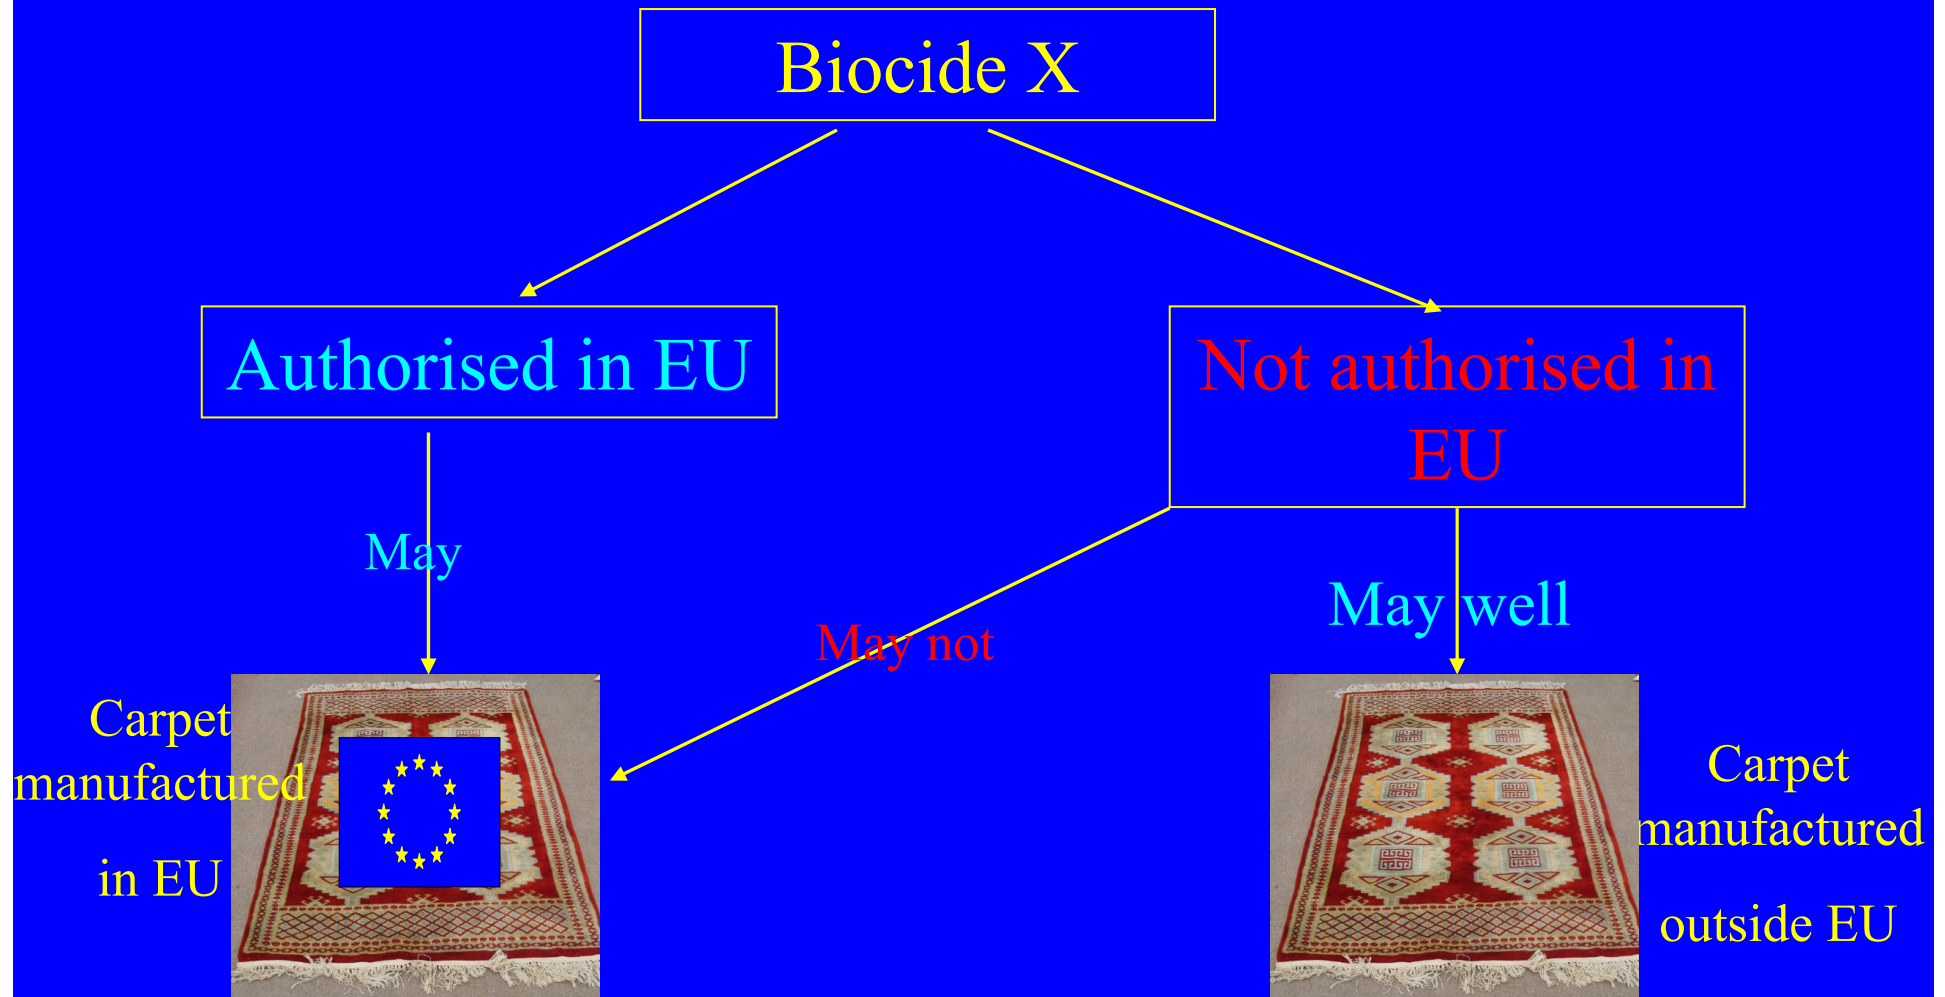 Biocide X
Authorised in EU
Not authorised in
EU
May
May well
May not
Carpet
manufactured
in EU
Carpet
manufactured
outside EU